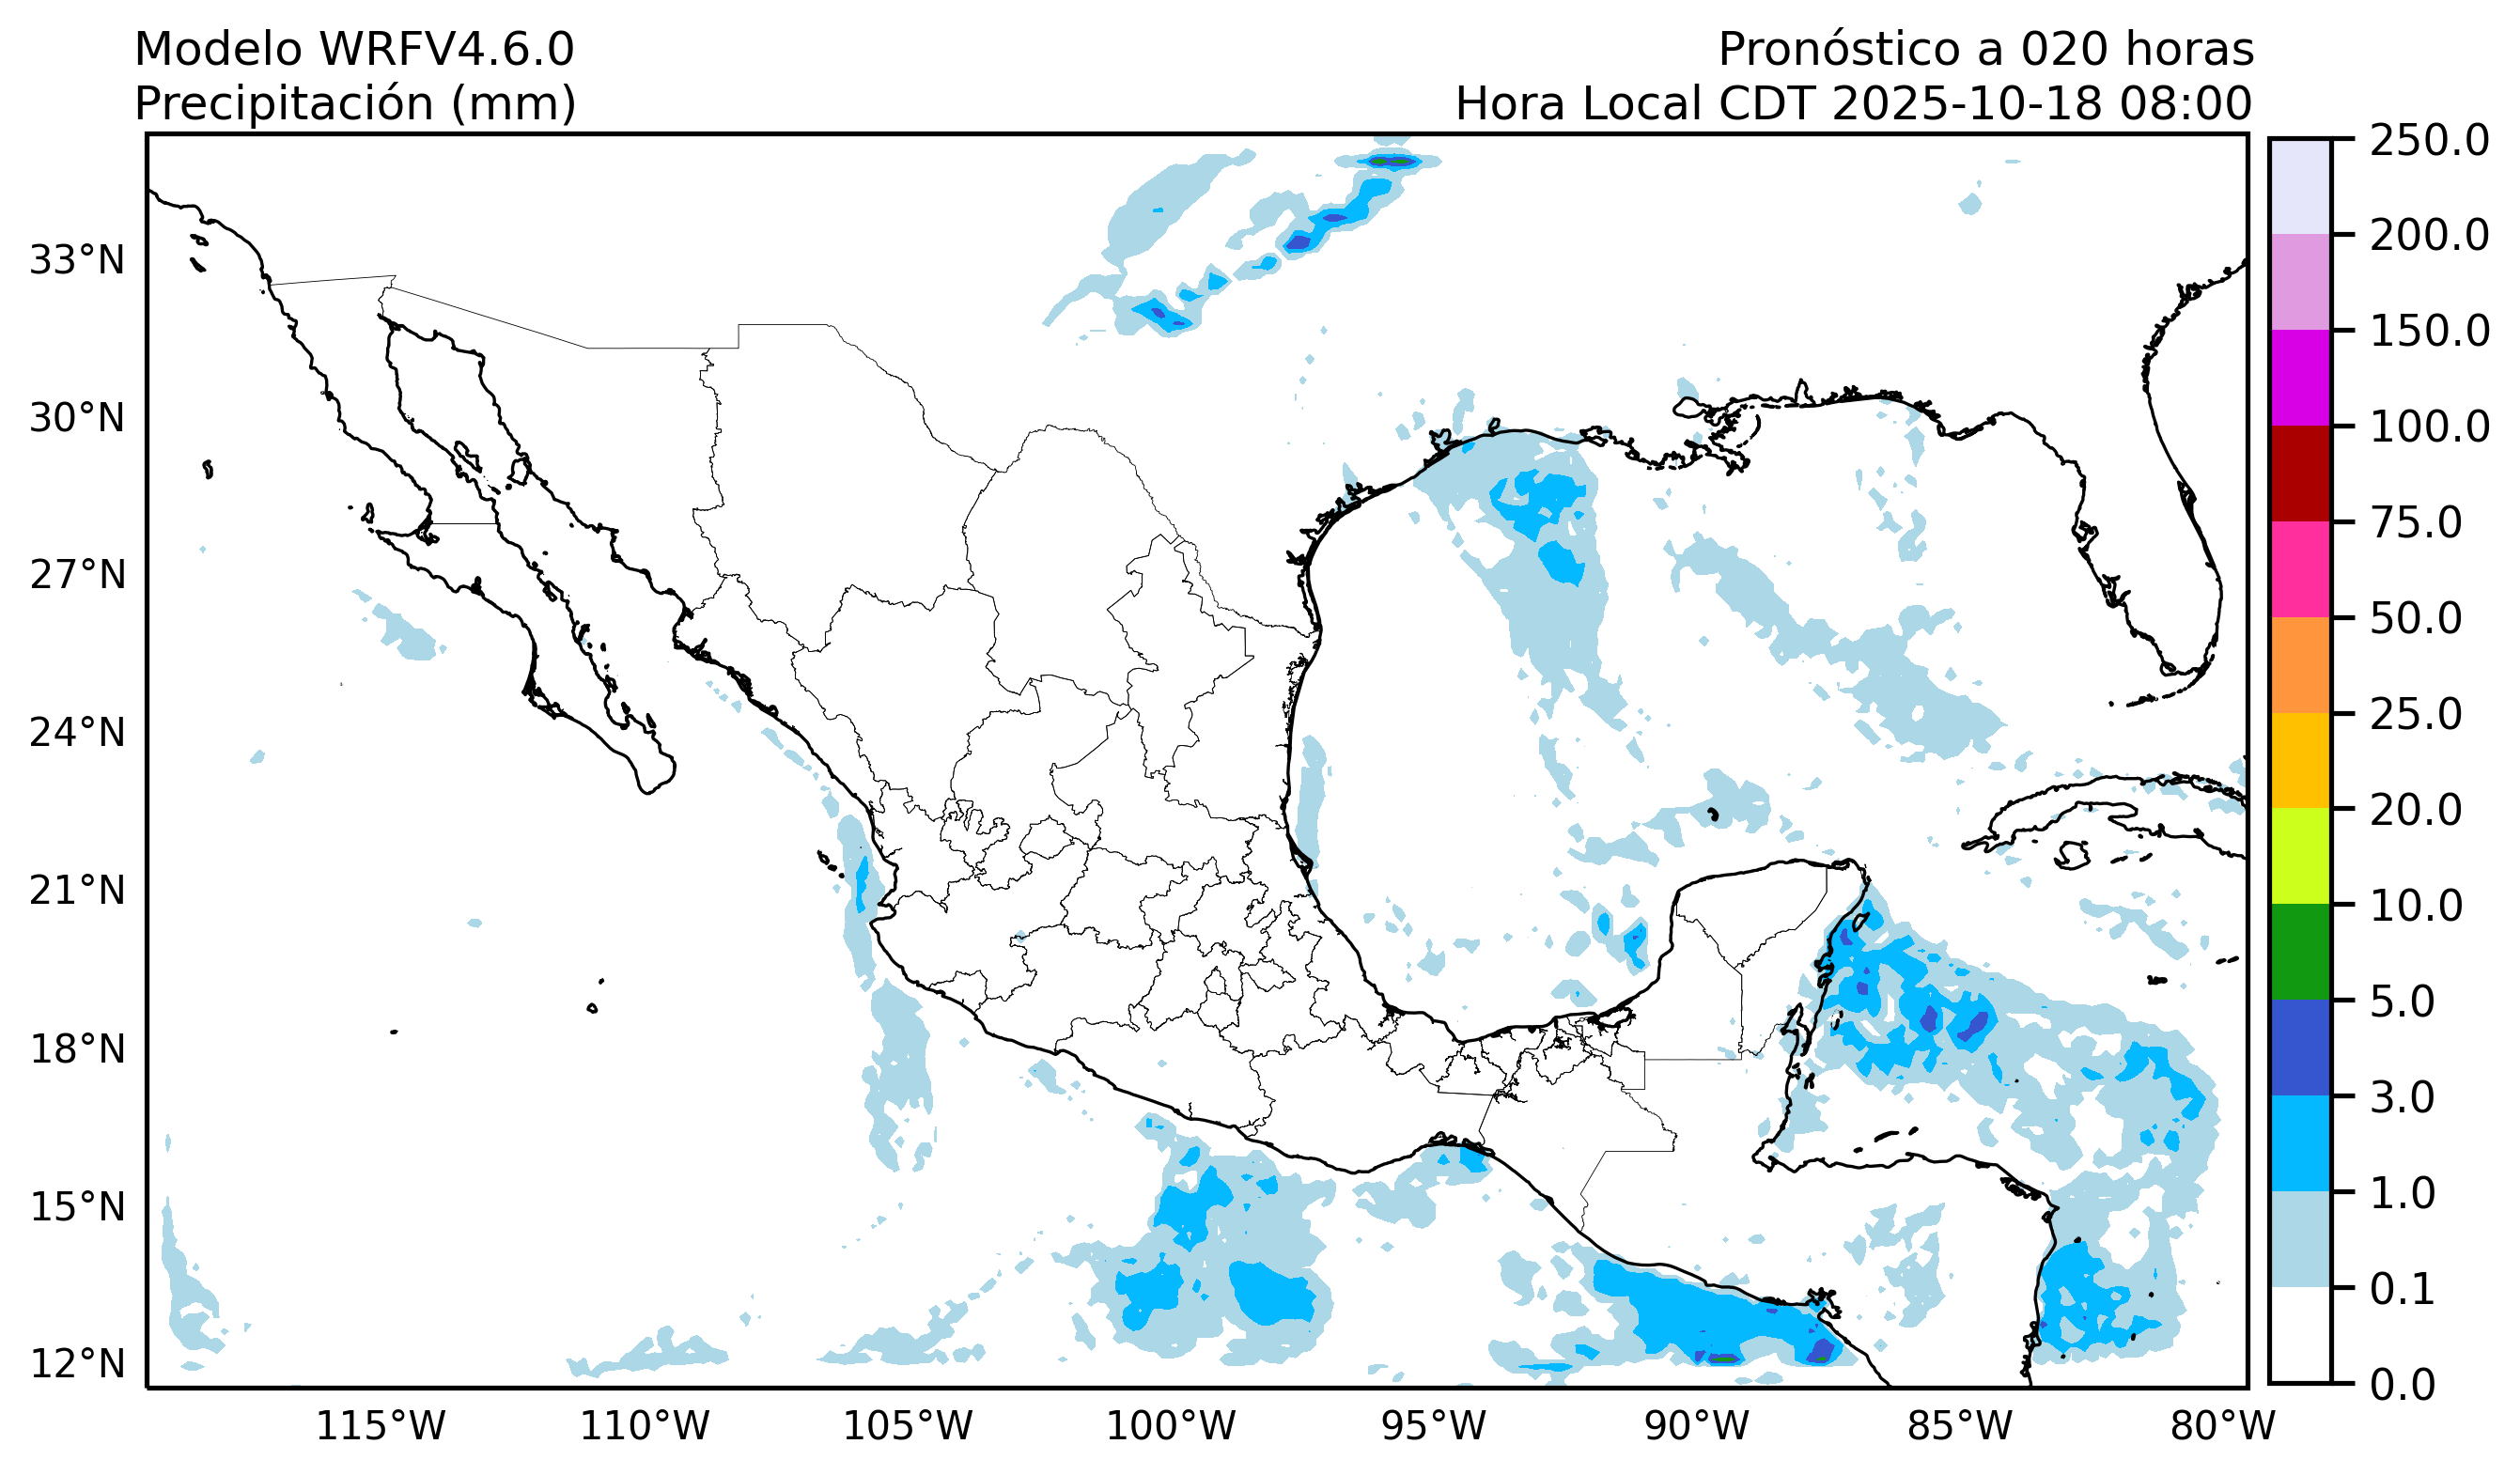 Modelo WRFV4.6.0
Precipitación (mm)
Pronóstico a 020 horas
Hora Local CDT 2025-10-18 08:00
33°N
30°N
27°N
24°N
21°N
18°N
15°N
12°N
115°W
110°W
105°W
100°W
95°W
90°W
85°W
80°W
250.0
200.0
150.0
100.0
75.0
50.0
25.0
20.0
10.0
5.0
3.0
1.0
0.1
0.0